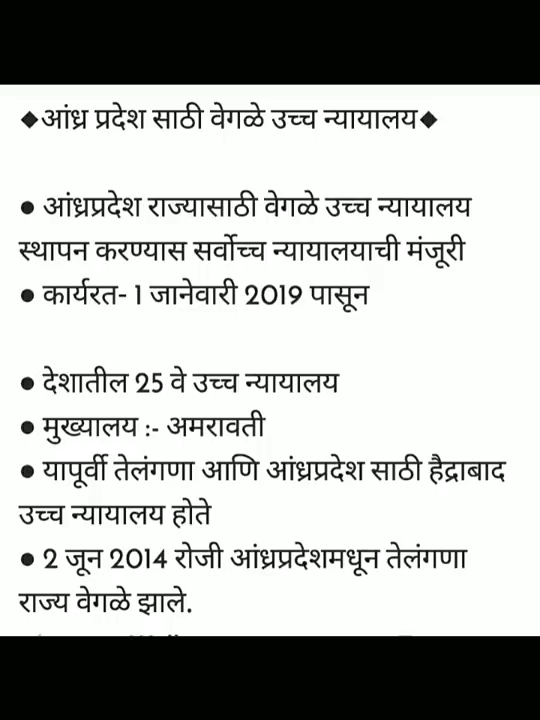 ◆आंध्र प्रदेश साठी वेगळे उच्च न्यायालय◆
● आंध्रप्रदेश राज्यासाठी वेगळे उच्च न्यायालय
स्थापन करण्यास सर्वोच्च न्यायालयाची मंजूरी
● कार्यरत- 1 जानेवारी 2019 पासून
● देशातील 25 वे उच्च न्यायालय
● मुख्यालय :- अमरावती
● यापूर्वी तेलंगणा आणि आंध्रप्रदेश साठी हैद्राबाद
उच्च न्यायालय होते
● 2 जून 2014 रोजी आंध्रप्रदेशमधून तेलंगणा
राज्य वेगळे झाले.